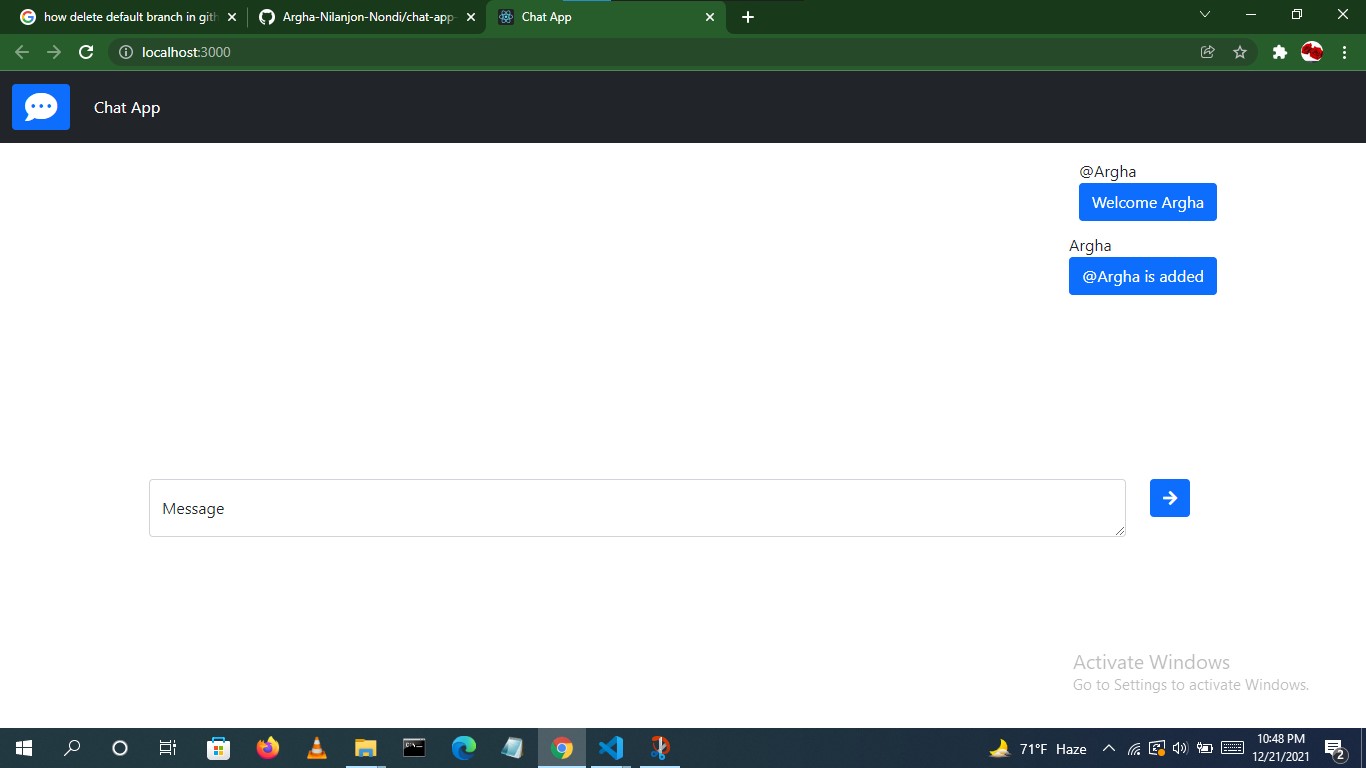 how delete default branch in gith
Argha-Nilanjon-Nondi/chat-app-
Chat App
localhost:3000
Chat App
@Argha
Welcome Argha
Argha
@Argha is added
Message
Activate Windows
Go to Settings to activate Windows.
71°F Haze
10:48 PM
12/21/2021
2